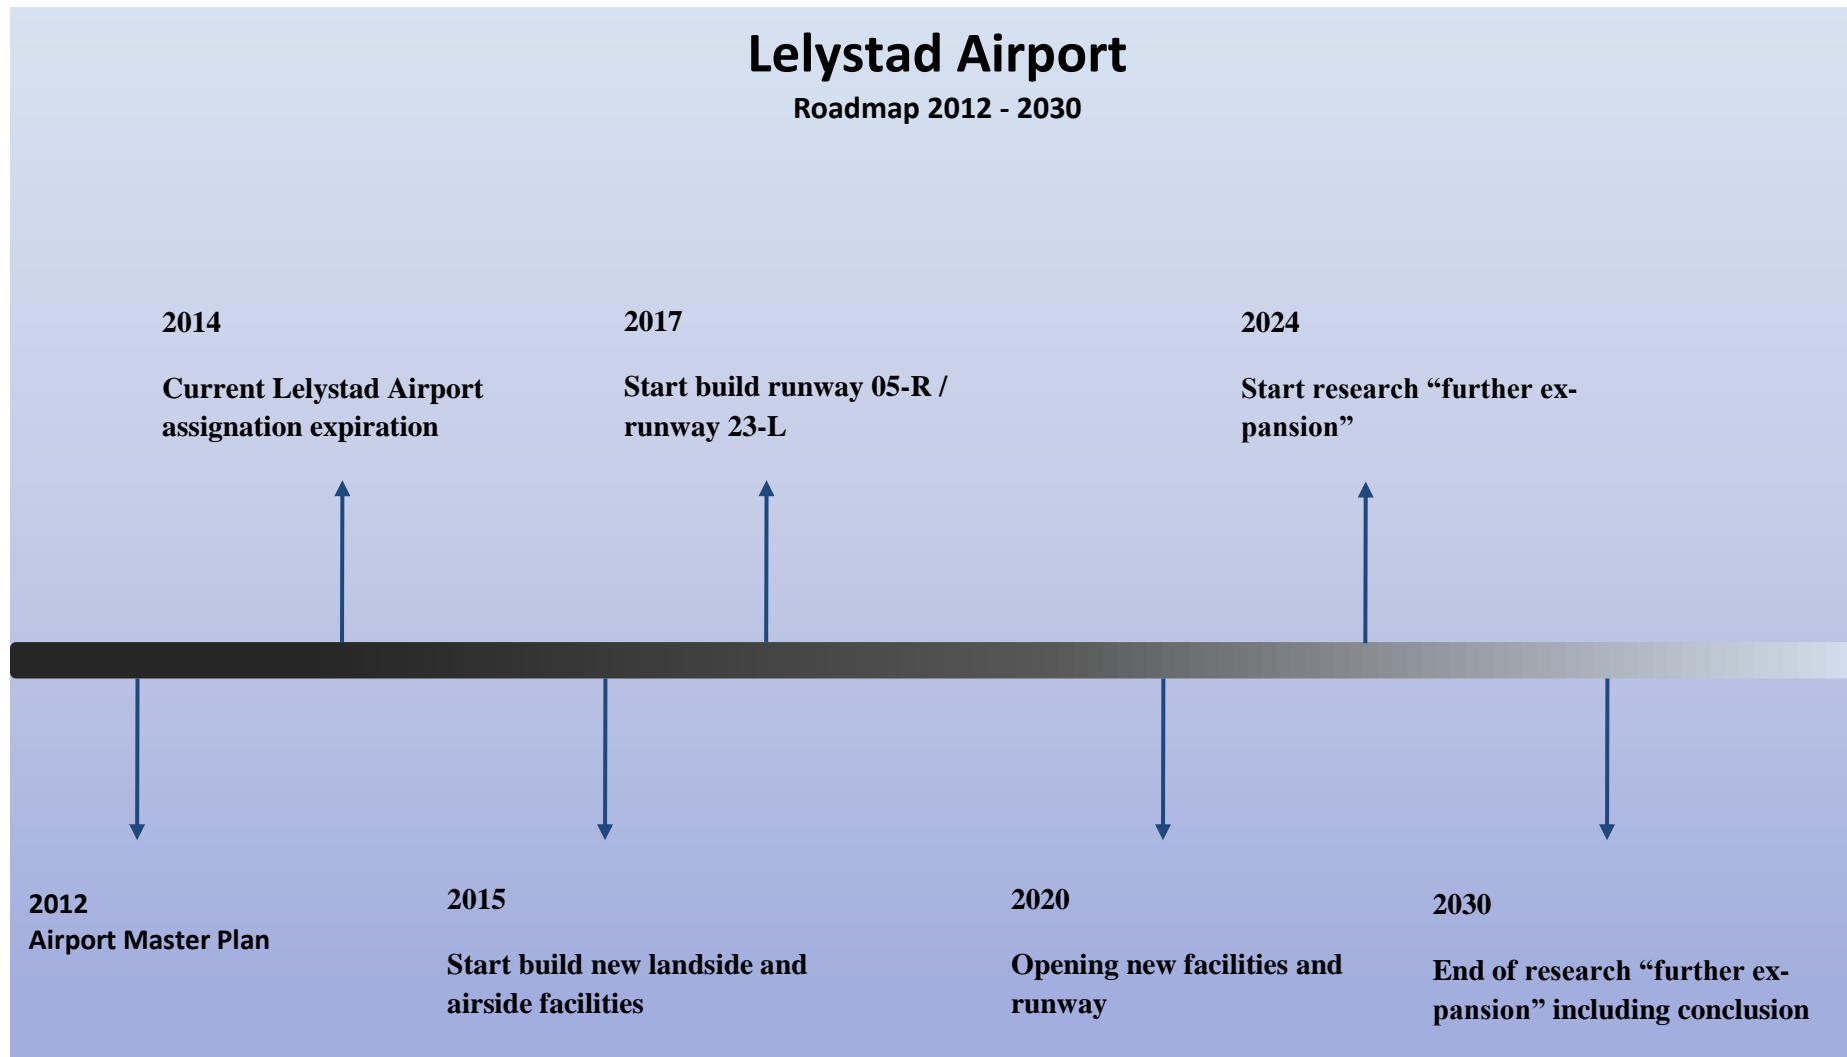 Lelystad Airport
Roadmap 2012 - 2030
2014
Current Lelystad Airport
assignation expiration
2017
Start build runway 05-R /
runway 23-L
2024
Start research “further ex-
pansion”
2012
Airport Master Plan
2015
Start build new landside and
airside facilities
2020
Opening new facilities and
runway
2030
End of research “further ex-
pansion” including conclusion